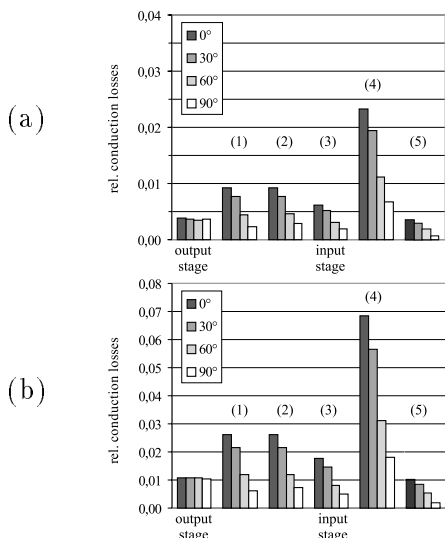 (a)
rel. conduction losses
0,04
0,03
0,02
0,01
0,00
0°
30°
60°
90°
(1)
(2)
(3)
(4)
(5)
output
stage
input
stage
(b)
rel. conduction losses
0,08
0,07
0,06
0,05
0,04
0,03
0,02
0,01
0,00
0°
30°
60°
90°
(1)
(2)
(3)
(4)
(5)
output
stage
input
stage